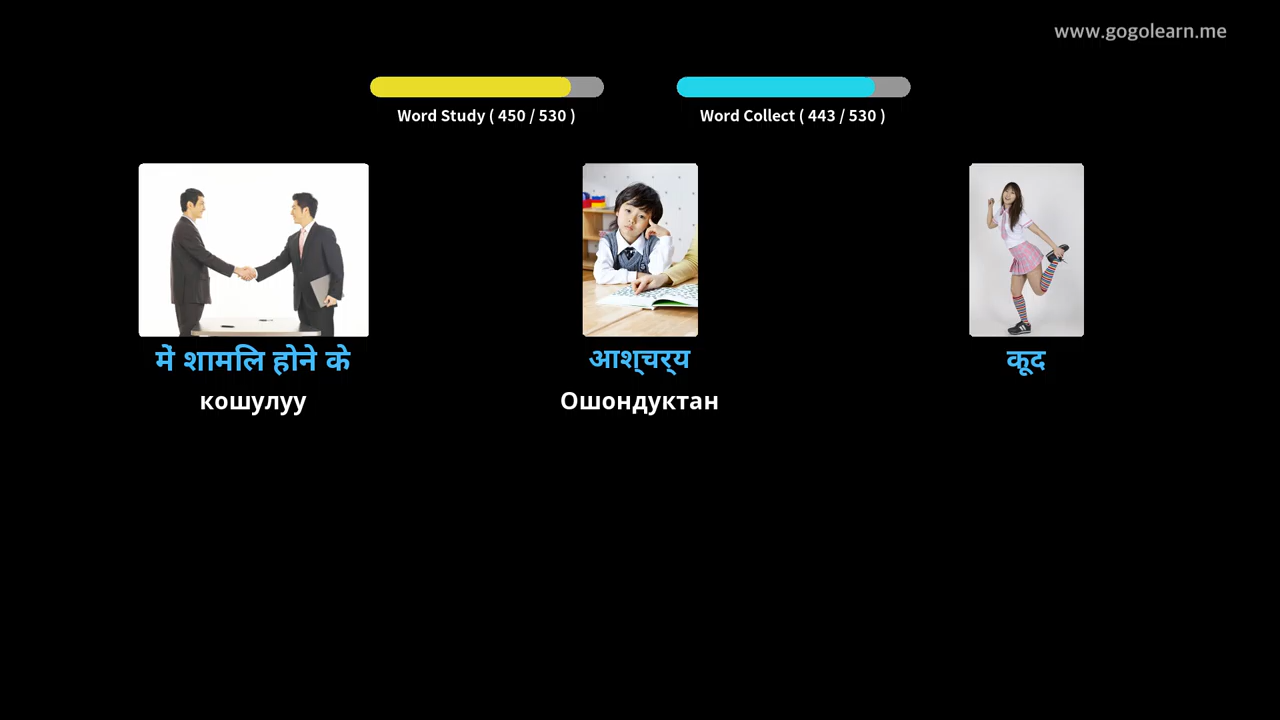 www.gogolearn.me
Word Study ( 450 / 530 )
Word Collect ( 443 / 530 )
में शामलि होने के
आश्चर्य
कूद
кошулуу
Ошондуктан